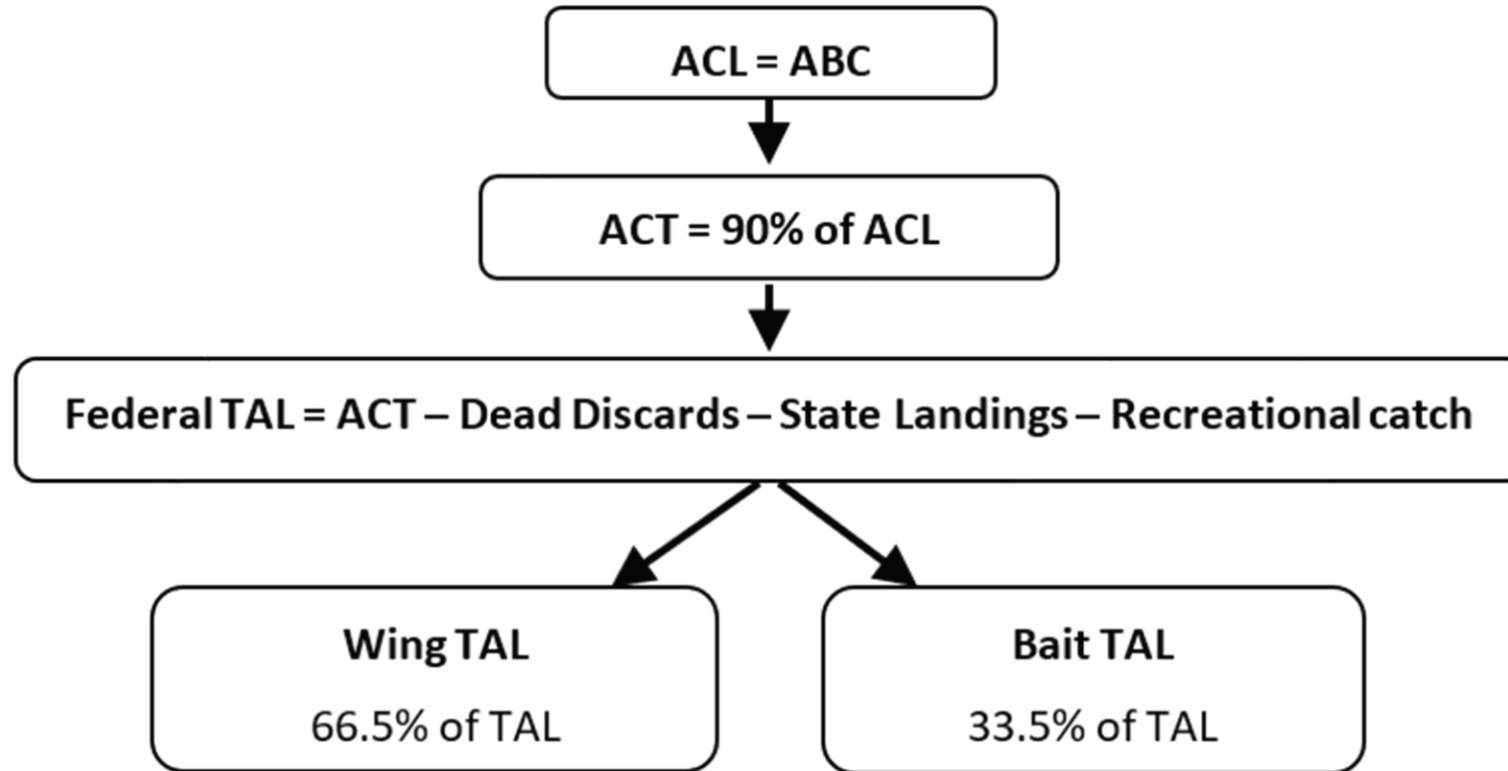 ACL = ABC
ACT = 90% of ACL
Federal TAL = ACT – Dead Discards – State Landings – Recreational catch
Wing TAL
66.5% of TAL
Bait TAL
33.5% of TAL